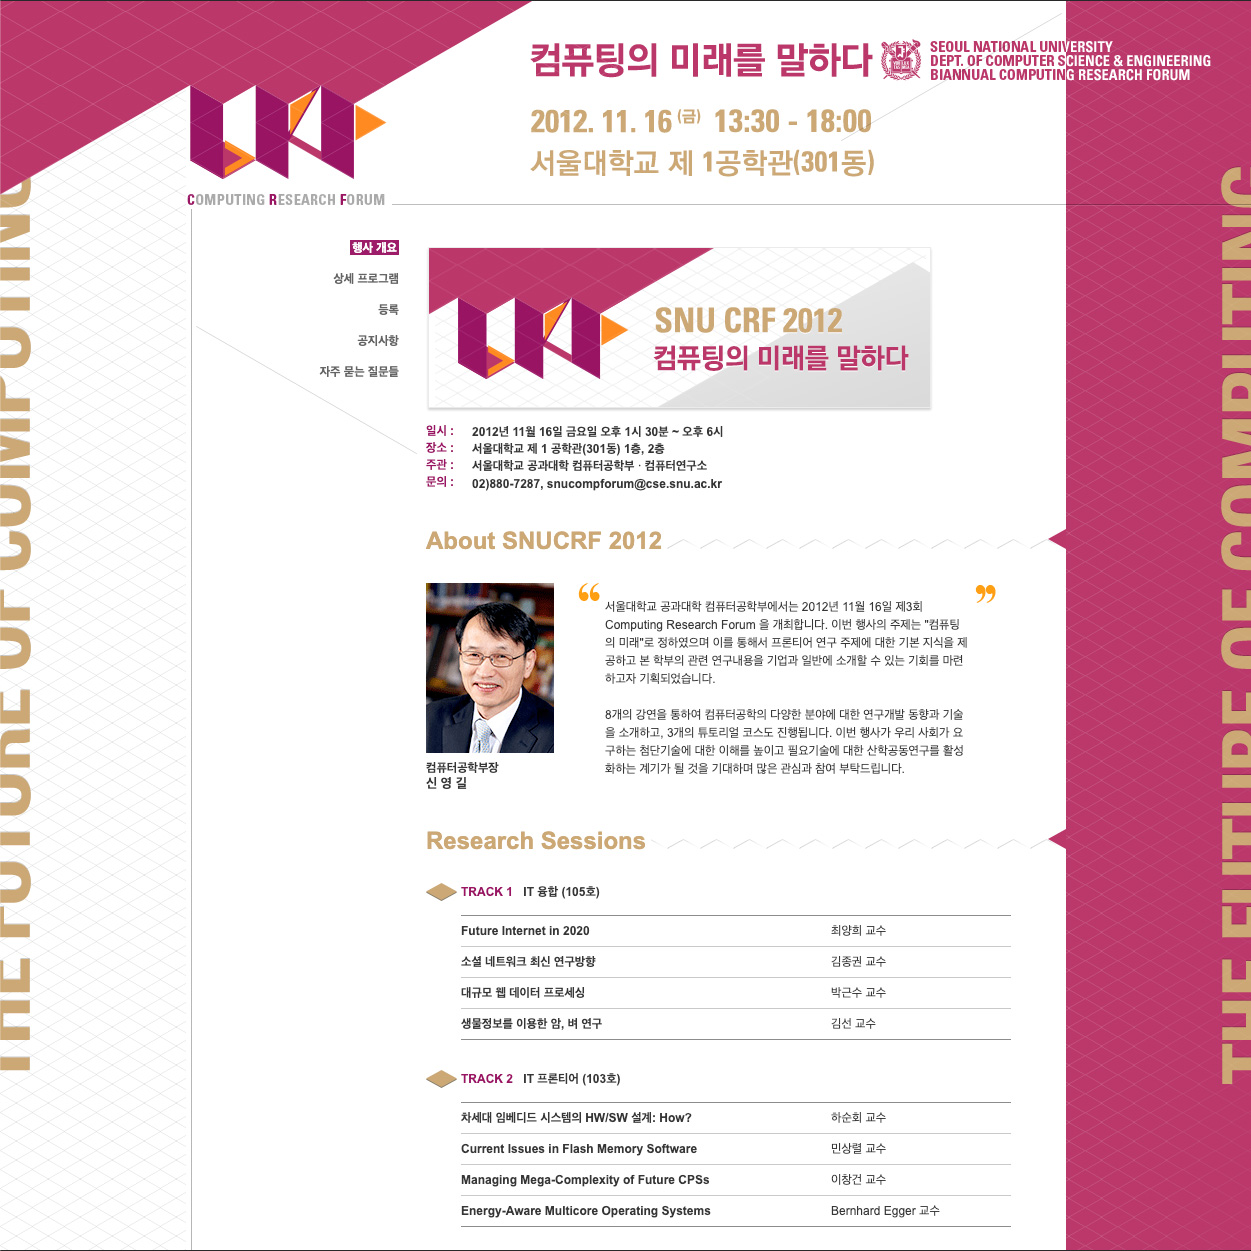 컴퓨팅의 미래를 말하다
SEOUL NATIONAL UNIVERSITY
DEPT. OF COMPUTER SCIENCE & ENGINEERING
BIANNUAL COMPUTING RESEARCH FORUM
2012. 11. 16 (금) 13:30 - 18:00
서울대학교 제 1공학관(301동)
COMPUTING RESEARCH FORUM
THE FUTURE OF COMPUTING
THE FUTURE OF COMPUTING
행사 개요
상세 프로그램
등록
공지사항
자주 묻는 질문들
SNU CRF 2012
컴퓨팅의 미래를 말하다
일시 : 2012년 11월 16일 금요일 오후 1시 30분 ~ 오후 6시
장소 : 서울대학교 제 1 공학관(301동) 1층, 2층
주관 : 서울대학교 공과대학 컴퓨터공학부 · 컴퓨터연구소
문의 : 02)880-7287, snucompforum@cse.snu.ac.kr
About SNUCRF 2012
“ 서울대학교 공과대학 컴퓨터공학부에서는 2012년 11월 16일 제3회 ”
Computing Research Forum 을 개최합니다. 이번 행사의 주제는 "컴퓨팅
의 미래"로 정하였으며 이를 통해서 프론티어 연구 주제에 대한 기본 지식을 제
공하고 본 학부의 관련 연구내용을 기업과 일반에 소개할 수 있는 기회를 마련
하고자 기획되었습니다.
8개의 강연을 통하여 컴퓨터공학의 다양한 분야에 대한 연구개발 동향과 기술
을 소개하고, 3개의 튜토리얼 코스도 진행됩니다. 이번 행사가 우리 사회가 요
구하는 첨단기술에 대한 이해를 높이고 필요기술에 대한 산학공동연구를 활성
화하는 계기가 될 것을 기대하며 많은 관심과 참여 부탁드립니다.
컴퓨터공학부장
신 영 길
Research Sessions
TRACK 1 IT 융합 (105호)
Future Internet in 2020 최양희 교수
소셜 네트워크 최신 연구방향 김종권 교수
대규모 웹 데이터 프로세싱 박근수 교수
생물정보를 이용한 암, 벼 연구 김선 교수
TRACK 2 IT 프론티어 (103호)
차세대 임베디드 시스템의 HW/SW 설계: How? 하순회 교수
Current Issues in Flash Memory Software 민상렬 교수
Managing Mega-Complexity of Future CPSs 이창건 교수
Energy-Aware Multicore Operating Systems Bernhard Egger 교수